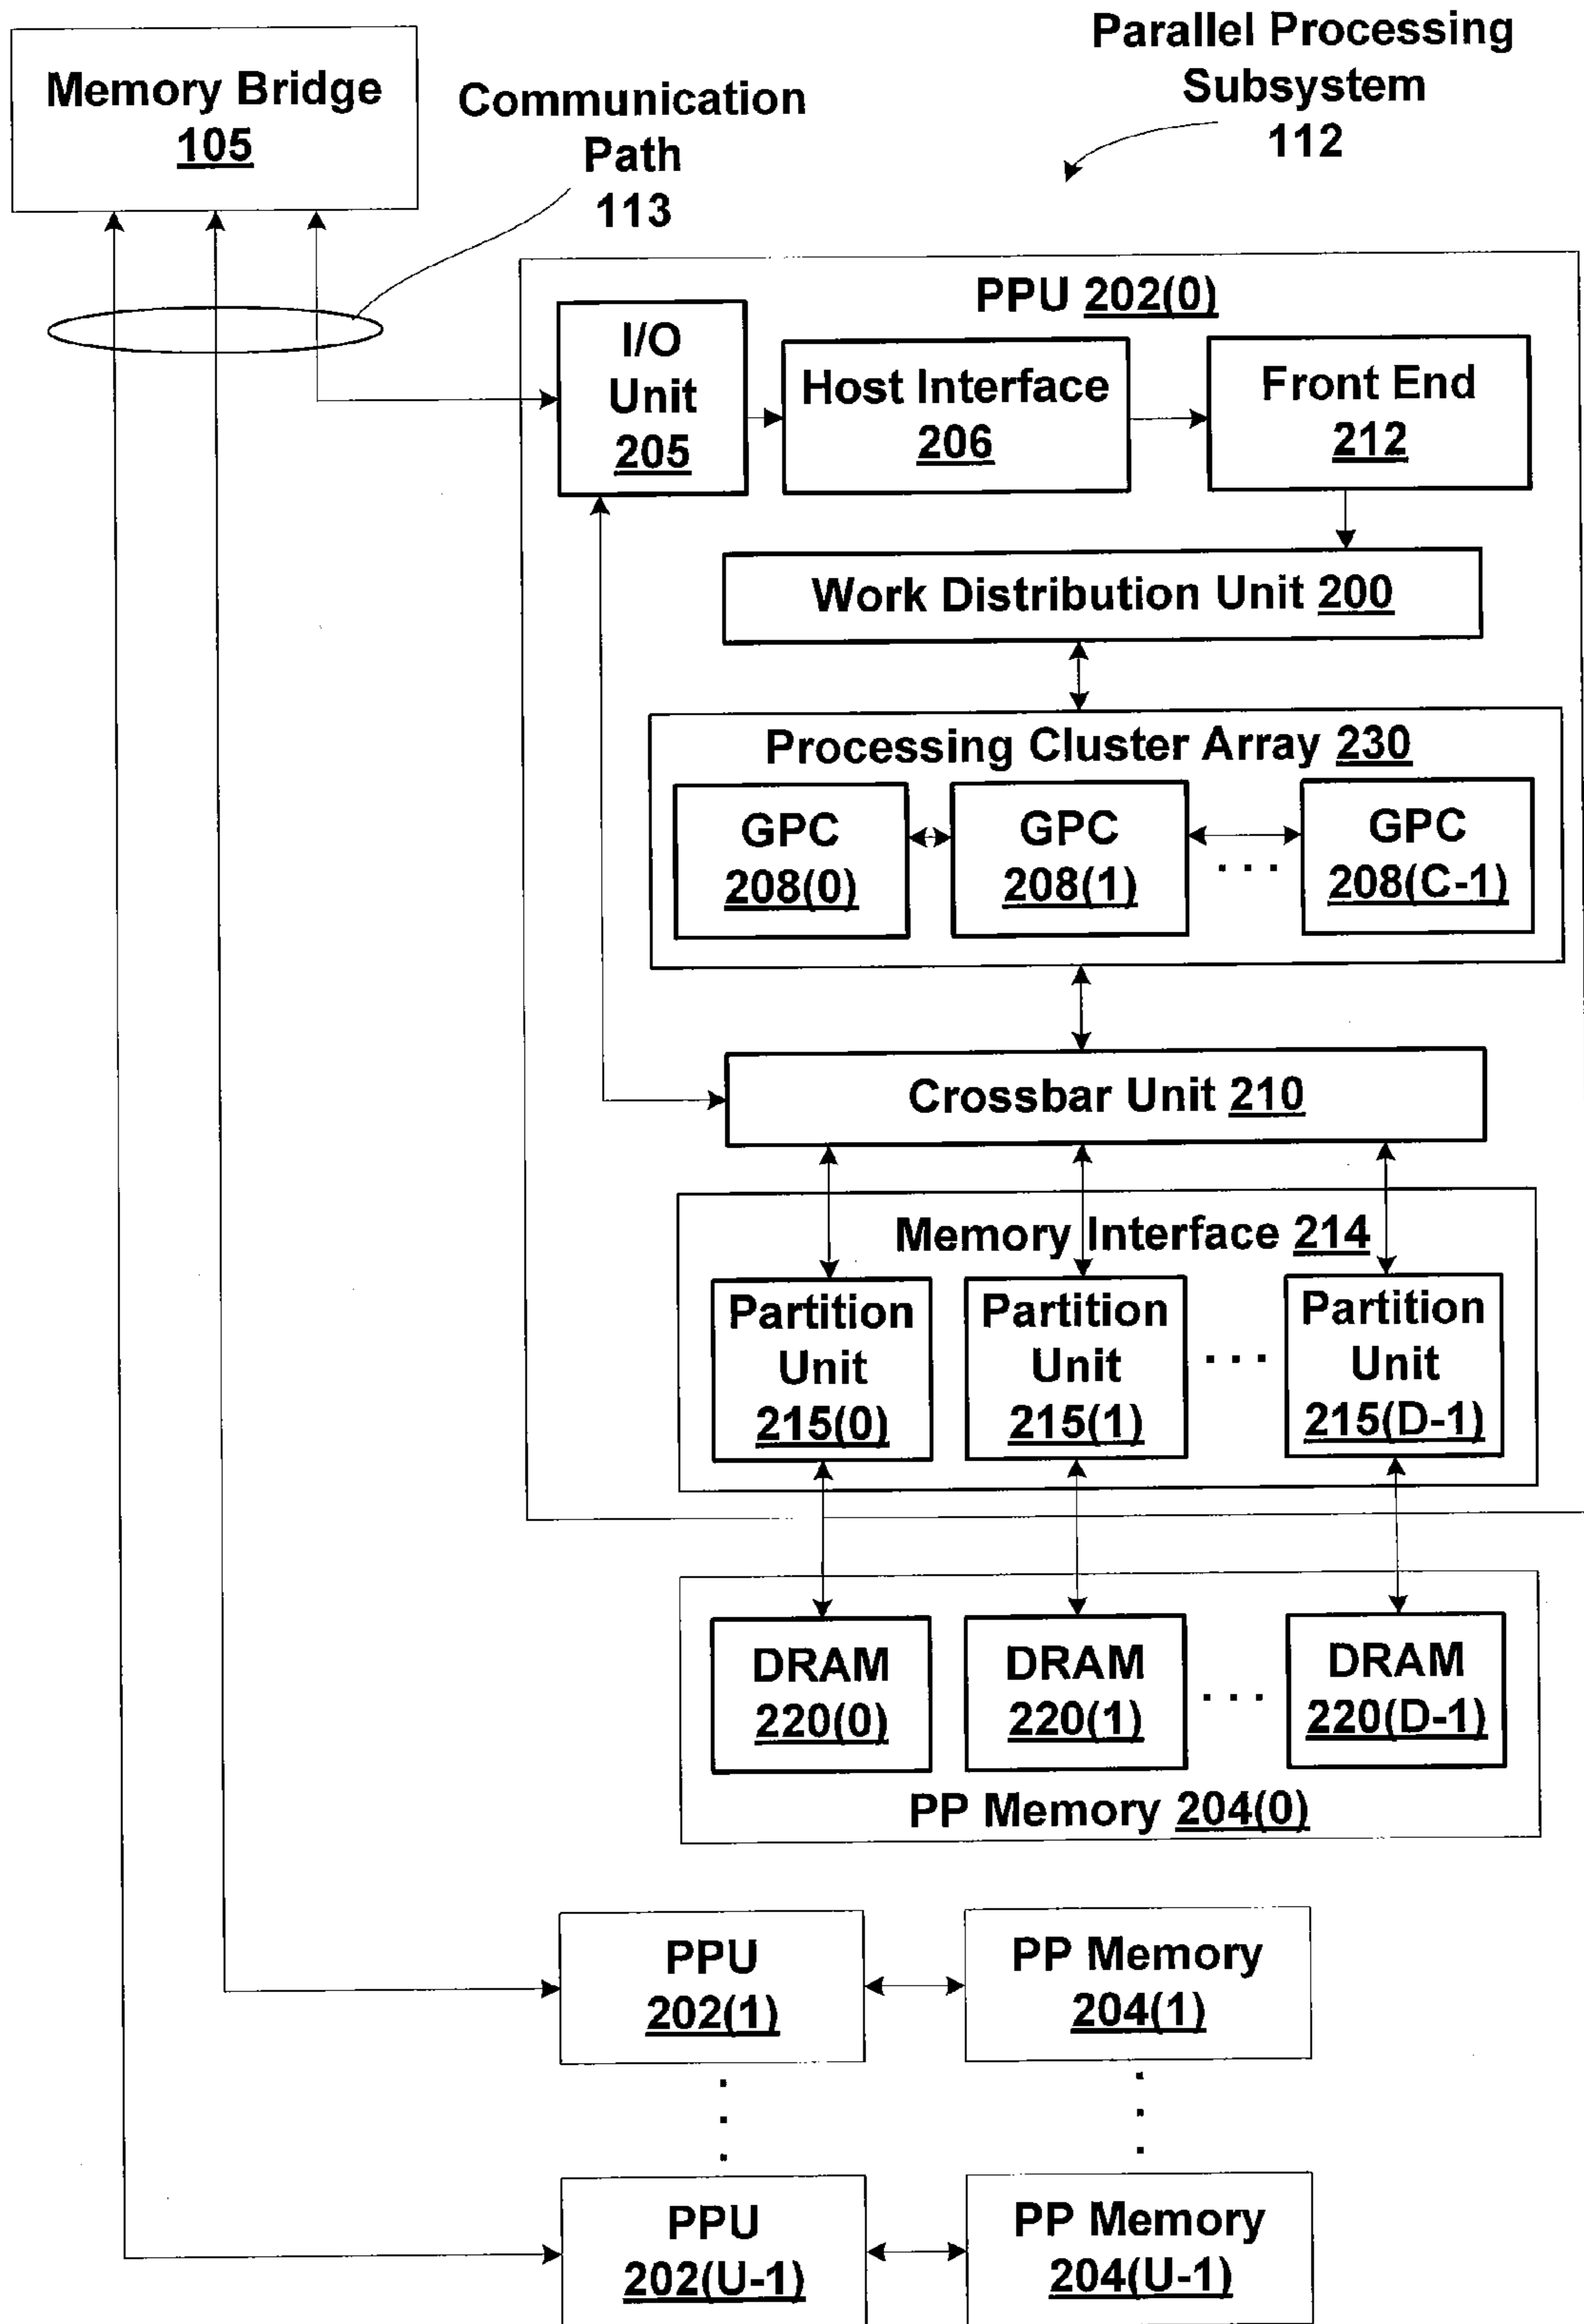 Parallel Processing
Subsystem
112
Memory Bridge
105
Communication
Path
113
PPU 202(0)
I/O
Unit
205
Host Interface
206
Front End
212
Work Distribution Unit 200
Processing Cluster Array 230
GPC
208(0)
GPC
208(1)
. . .
GPC
208(C-1)
Crossbar Unit 210
Memory Interface 214
Partition
Unit
215(0)
Partition
Unit
215(1)
. . .
Partition
Unit
215(D-1)
DRAM
220(0)
DRAM
220(1)
. . .
DRAM
220(D-1)
PP Memory 204(0)
PPU
202(1)
PP Memory
204(1)
PPU
202(U-1)
PP Memory
204(U-1)